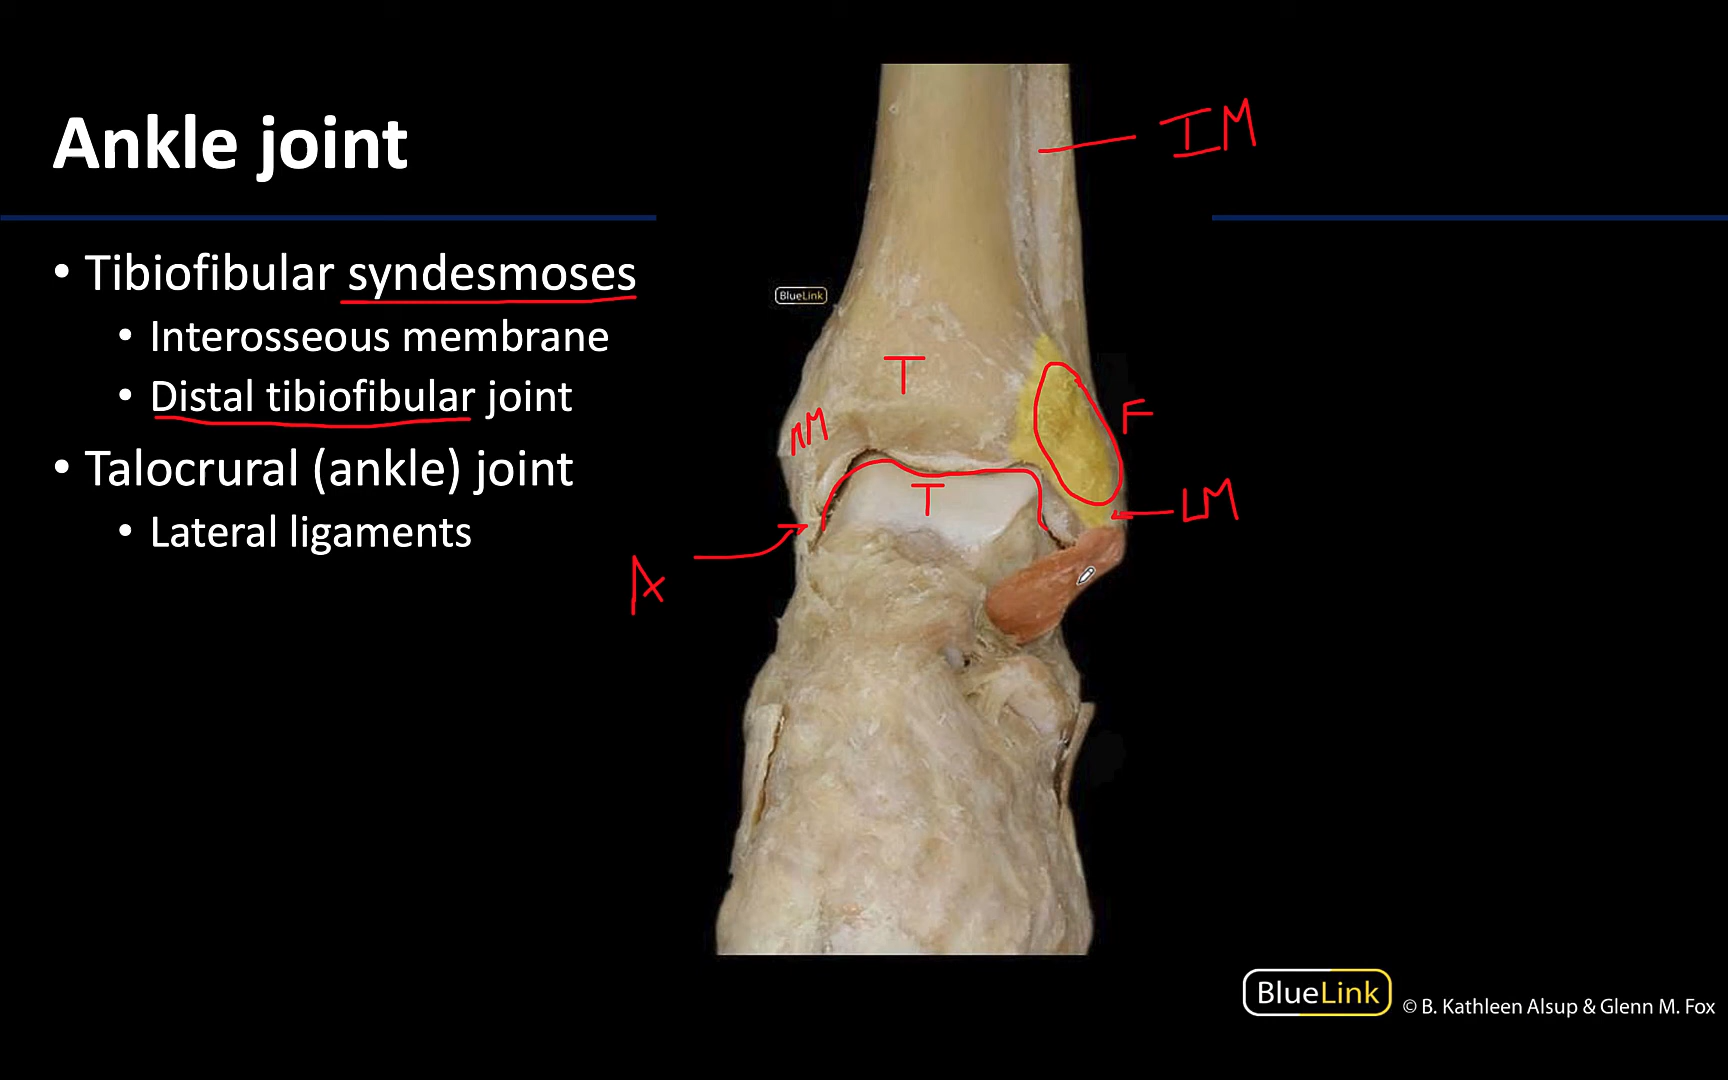 Ankle joint
• Tibiofibular syndesmoses
• Interosseous membrane
• Distal tibiofibular joint
• Talocrural (ankle) joint
• Lateral ligaments
IM
BlueLink
T
MM
F
T
LM
A
BlueLink
© B. Kathleen Alsup & Glenn M. Fox